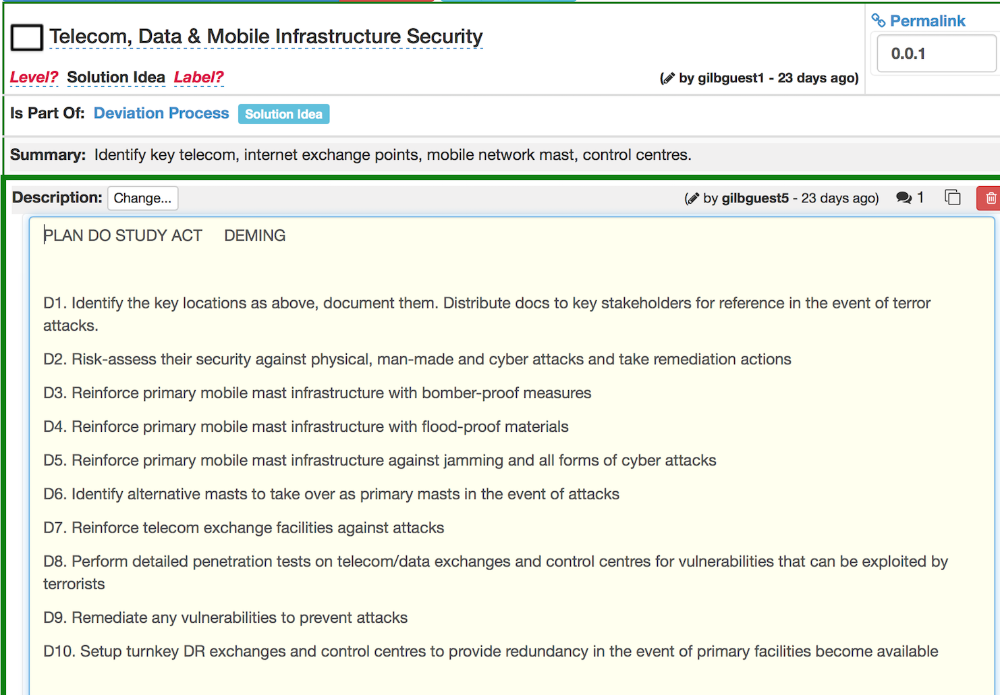 Telecom, Data & Mobile Infrastructure Security
Permalink
0.0.1
Level? Solution Idea Label?
(by gilbguest1 - 23 days ago)
Is Part Of: Deviation Process Solution Idea
Summary: Identify key telecom, internet exchange points, mobile network mast, control centres.
Description: Change...
(by gilbguest5 - 23 days ago) 1
PLAN DO STUDY ACT DEMING
D1. Identify the key locations as above, document them. Distribute docs to key stakeholders for reference in the event of terror
attacks.
D2. Risk-assess their security against physical, man-made and cyber attacks and take remediation actions
D3. Reinforce primary mobile mast infrastructure with bomber-proof measures
D4. Reinforce primary mobile mast infrastructure with flood-proof materials
D5. Reinforce primary mobile mast infrastructure against jamming and all forms of cyber attacks
D6. Identify alternative masts to take over as primary masts in the event of attacks
D7. Reinforce telecom exchange facilities against attacks
D8. Perform detailed penetration tests on telecom/data exchanges and control centres for vulnerabilities that can be exploited by
terrorists
D9. Remediate any vulnerabilities to prevent attacks
D10. Setup turnkey DR exchanges and control centres to provide redundancy in the event of primary facilities become available